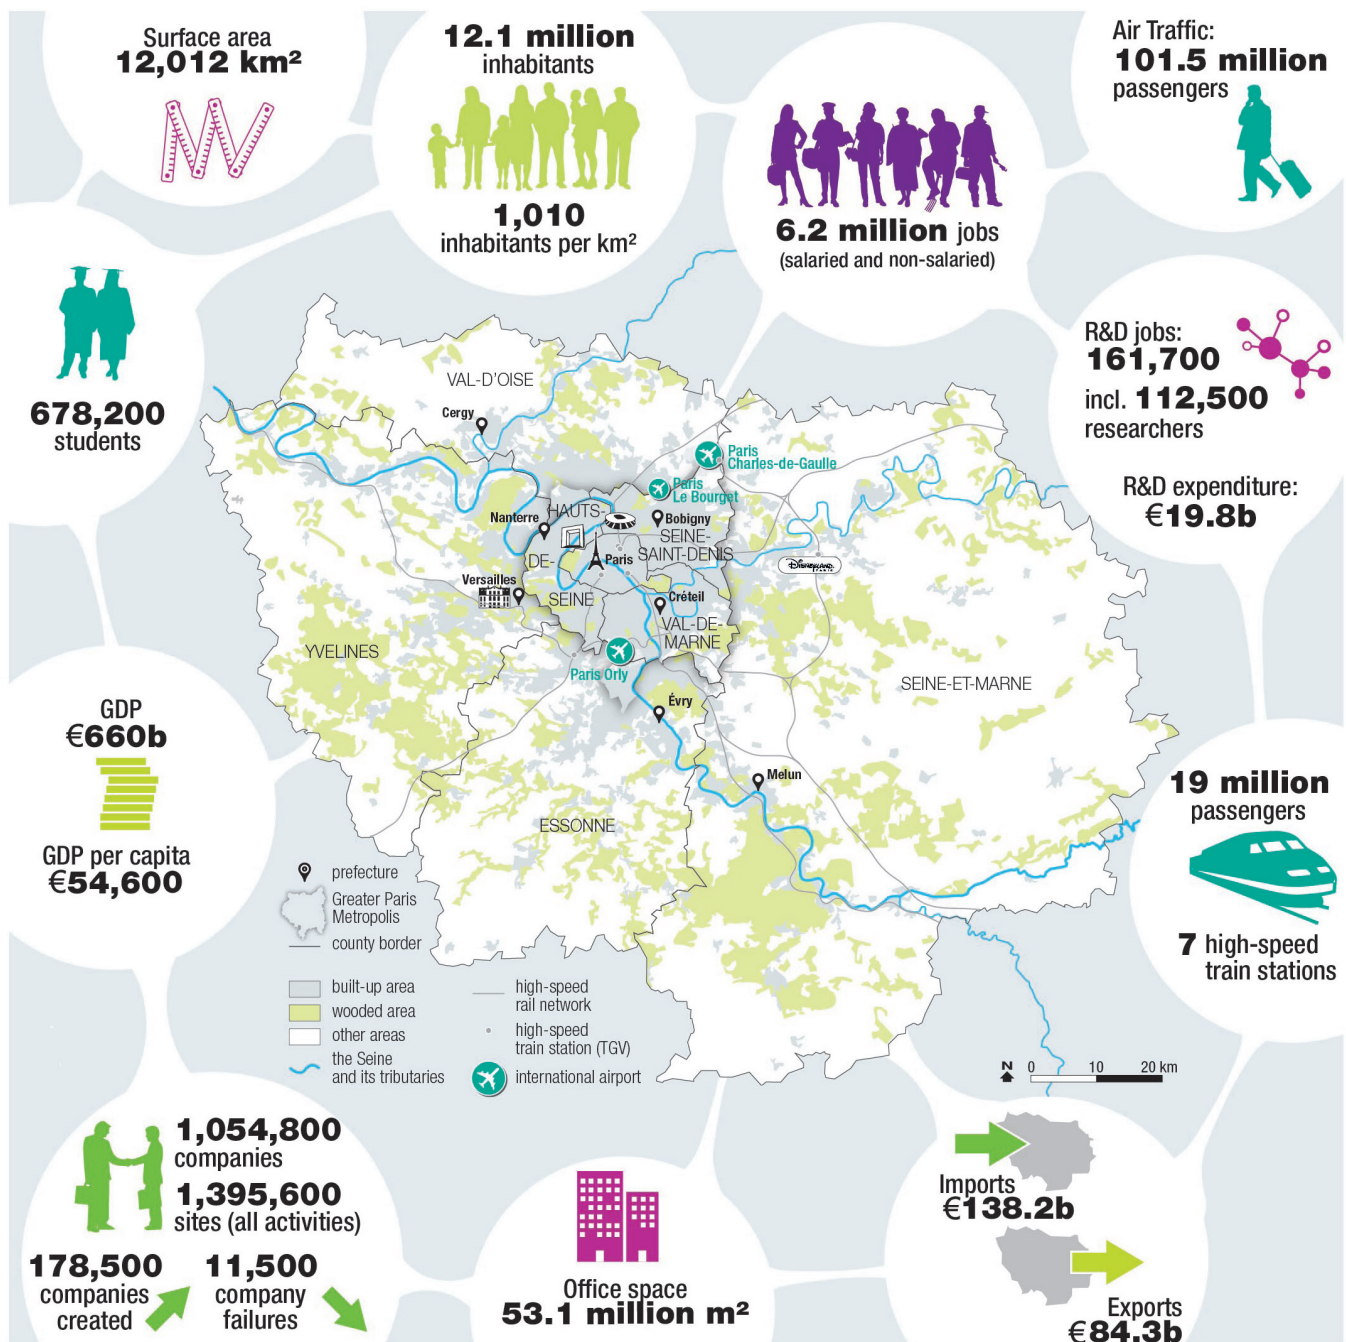 Surface area
12,012 km²
12.1 million
inhabitants
1,010
inhabitants per km²
6.2 million jobs
(salaried and non-salaried)
Air Traffic:
101.5 million
passengers
678,200
students
R&D jobs:
161,700
incl. 112,500
researchers
R&D expenditure:
€19.8b
VAL-D'OISE
Cergy
Paris
Charles-de-Gaulle
Paris
Le Bourget
Nanterre
HAUTS-
DE-
SEINE
Bobigny
SEINE-
SAINT-DENIS
Paris
DISNEYLAND
PARIS
Versailles
Créteil
VAL-DE-
MARNE
YVELINES
Paris Orly
SEINE-ET-MARNE
Évry
Melun
ESSONNE
GDP
€660b
GDP per capita
€54,600
19 million
passengers
7 high-speed
train stations
prefecture
Greater Paris
Metropolis
county border
built-up area
wooded area
other areas
the Seine
and its tributaries
high-speed
rail network
high-speed
train station (TGV)
international airport
N 0 10 20 km
1,054,800
companies
1,395,600
sites (all activities)
178,500
companies
created
11,500
company
failures
Office space
53.1 million m²
Imports
€138.2b
Exports
€84.3b